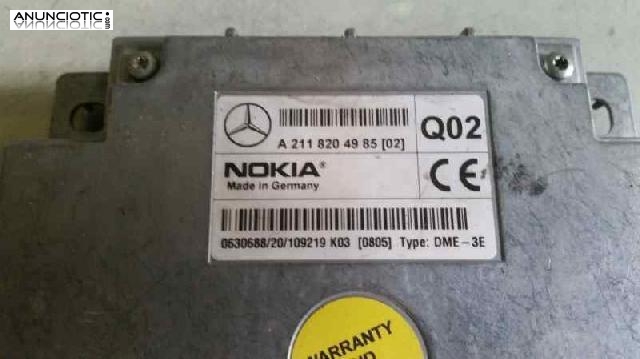 ANUNCIOTIC.com
A 211 820 49 85 [02]
Q02
NOKIA®
Made in Germany
CE
0630688/20/109219 K03 [0805] Type: DME - 3E
WARRANTY